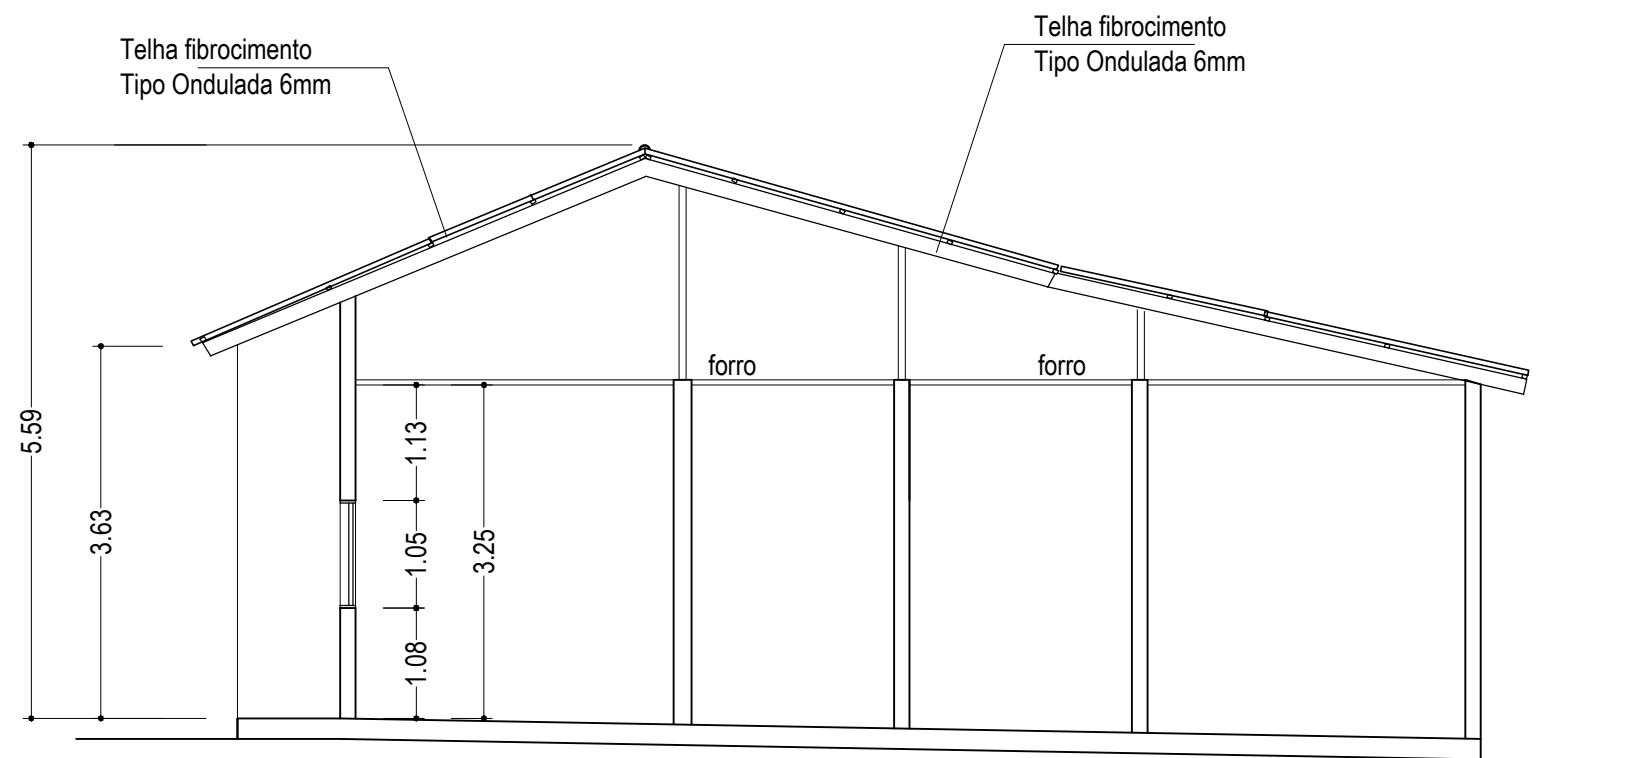 Telha fibrocimento
Tipo Ondulada 6mm
Telha fibrocimento
Tipo Ondulada 6mm
forro
forro
5.59
3.63
1.13
1.05
1.08
3.25